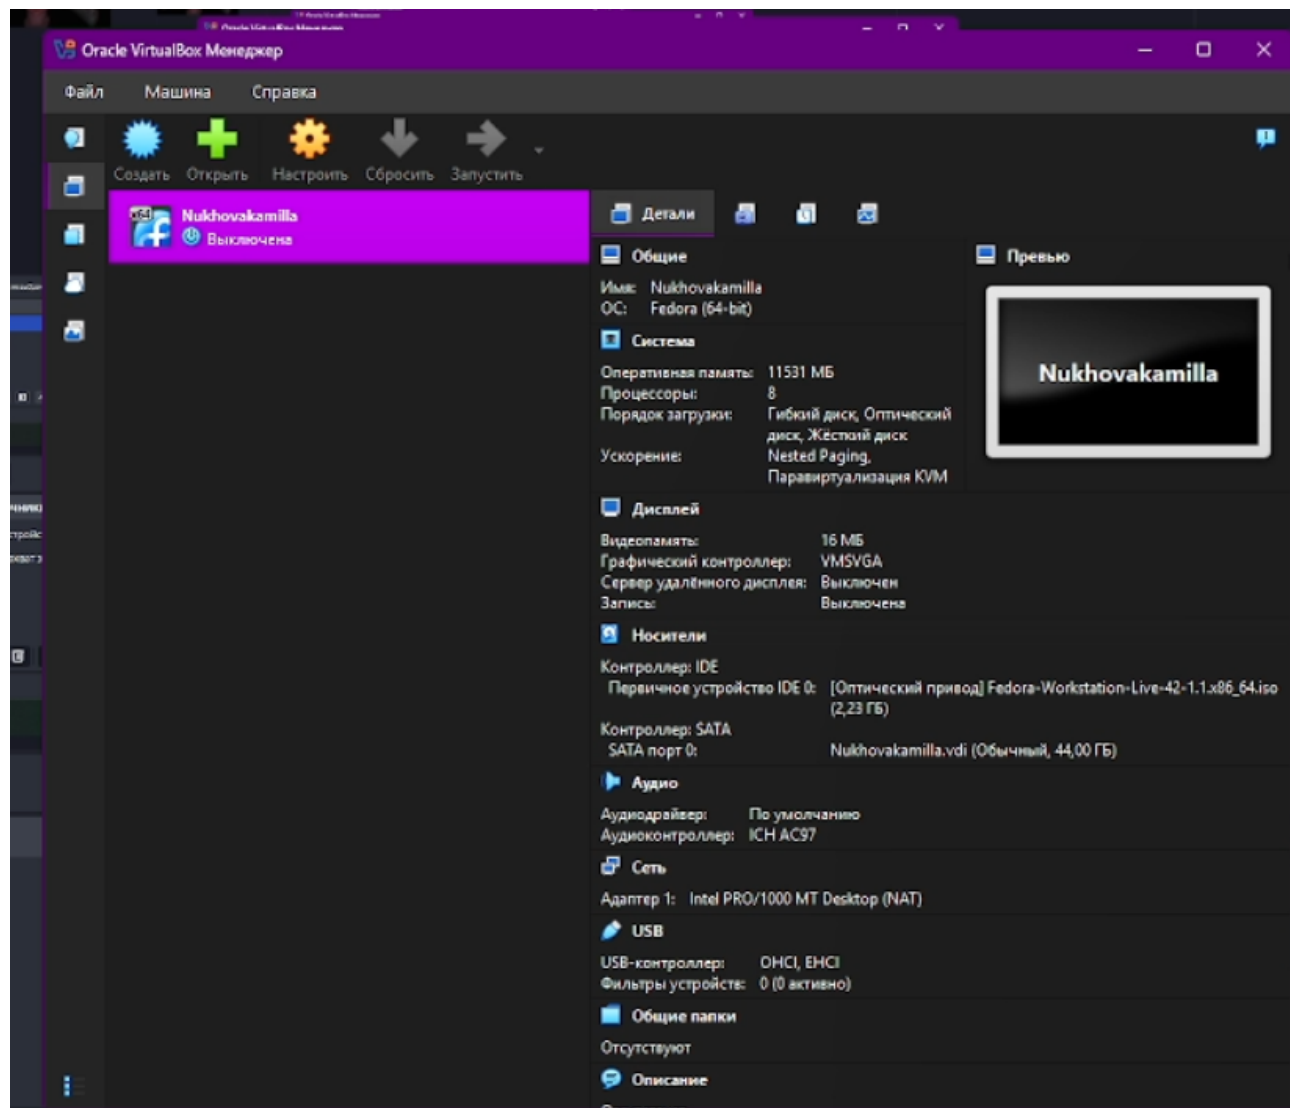 Oracle VirtualBox Менеджер
Файл Машина Справка
Создать Открыть Настроить Сбросить Запустить
Nukhovakamilla
Выключена
x64
Детали
Общие
Имя: Nukhovakamilla
ОС: Fedora (64-bit)
Превью
Nukhovakamilla
Система
Оперативная память: 11531 МБ
Процессоры: 8
Порядок загрузки: Гибкий диск, Оптический
диск, Жёсткий диск
Ускорение: Nested Paging,
Паравиртуализация KVM
Дисплей
Видеопамять: 16 МБ
Графический контроллер: VMSVGA
Сервер удалённого дисплея: Выключен
Запись: Выключена
Носители
Контроллер: IDE
Первичное устройство IDE 0: [Оптический привод] Fedora-Workstation-Live-42-1.1.x86_64.iso
(2,23 ГБ)
Контроллер: SATA
SATA порт 0: Nukhovakamilla.vdi (Обычный, 44,00 ГБ)
Аудио
Аудиодрайвер: По умолчанию
Аудиоконтроллер: ICH AC97
Сеть
Адаптер 1: Intel PRO/1000 MT Desktop (NAT)
USB
USB-контроллер: OHCI, EHCI
Фильтры устройств: 0 (0 активно)
Общие папки
Отсутствуют
Описание